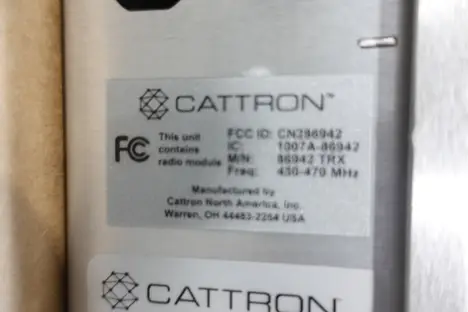 CATTRON™
FC
This unit
contains
radio module
FCC ID: CN286942
IC: 1007A-86942
M/N: 86942 TRX
Freq: 430-470 MHz
Manufactured by
Cattron North America, Inc.
Warren, OH 44483-2254 USA
CATTRON